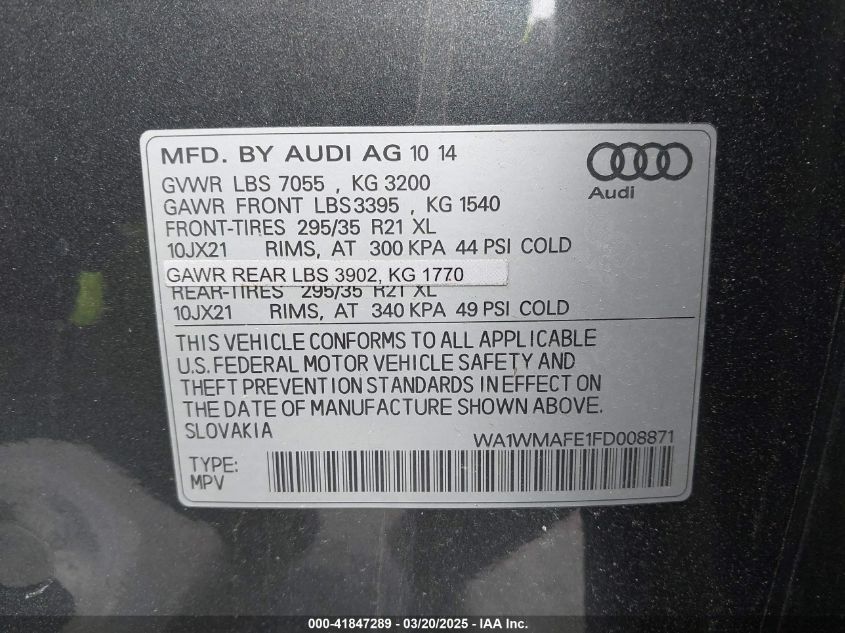 MFD. BY AUDI AG 10 14
Audi
GVWR LBS 7055 , KG 3200
GAWR FRONT LBS3395 , KG 1540
FRONT-TIRES 295/35 R21 XL
10JX21 RIMS, AT 300 KPA 44 PSI COLD
GAWR REAR LBS 3902, KG 1770
REAR-TIRES 295/35 R21 XL
10JX21 RIMS, AT 340 KPA 49 PSI COLD
THIS VEHICLE CONFORMS TO ALL APPLICABLE
U.S. FEDERAL MOTOR VEHICLE SAFETY AND
THEFT PREVENTION STANDARDS IN EFFECT ON
THE DATE OF MANUFACTURE SHOWN ABOVE.
SLOVAKIA WA1WMAFE1FD008871
TYPE:
MPV
000-41847289 - 03/20/2025 - IAA Inc.